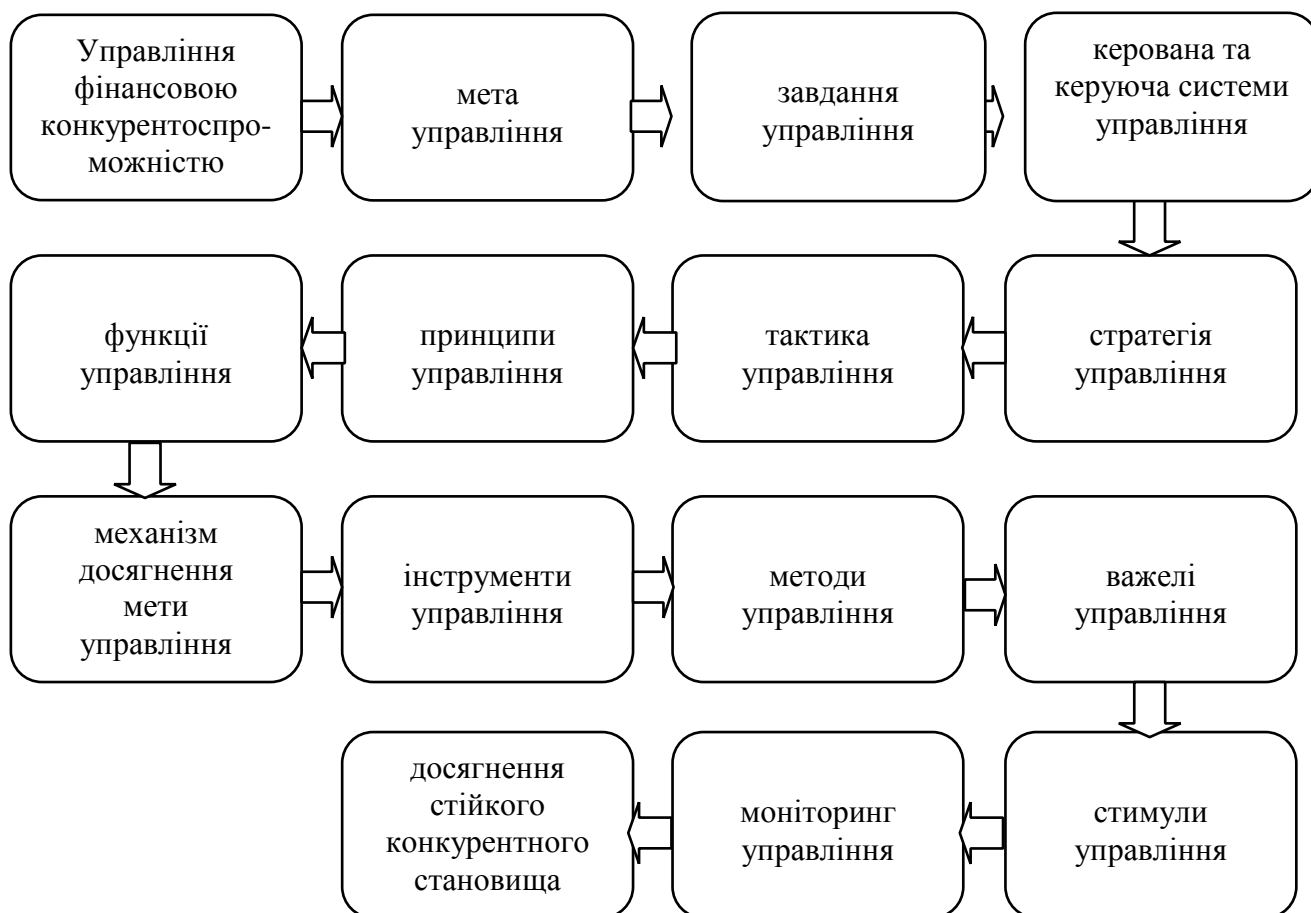 Управління
фінансовою
конкурентоспро-
можністю
мета
управління
завдання
управління
керована та
керуюча системи
управління
функції
управління
принципи
управління
тактика
управління
стратегія
управління
механізм
досягнення
мети
управління
інструменти
управління
методи
управління
важелі
управління
досягнення
стійкого
конкурентного
становища
моніторинг
управління
стимули
управління